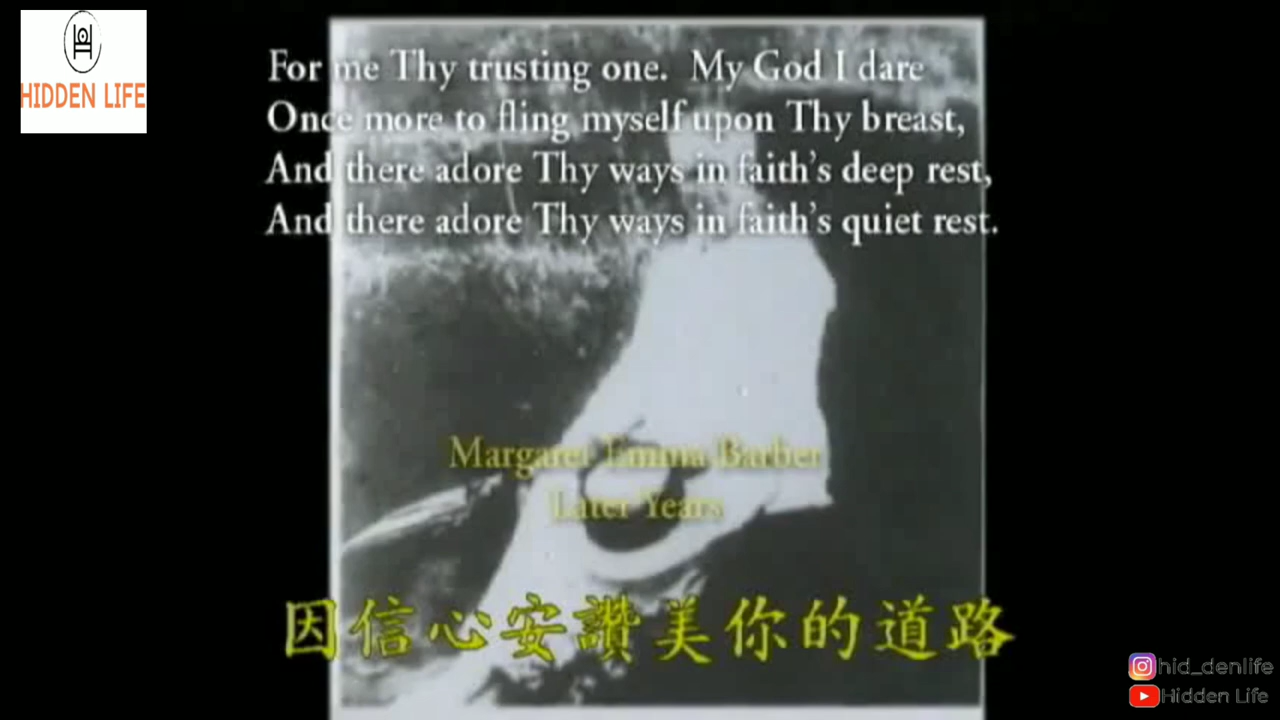 HIDDEN LIFE
For me Thy trusting one. My God I dare
Once more to fling myself upon Thy breast,
And there adore Thy ways in faith's deep rest,
And there adore Thy ways in faith's quiet rest.
Margaret Emma Barber
Later Years
因信心安讚美你的道路
hid_denlife
Hidden Life